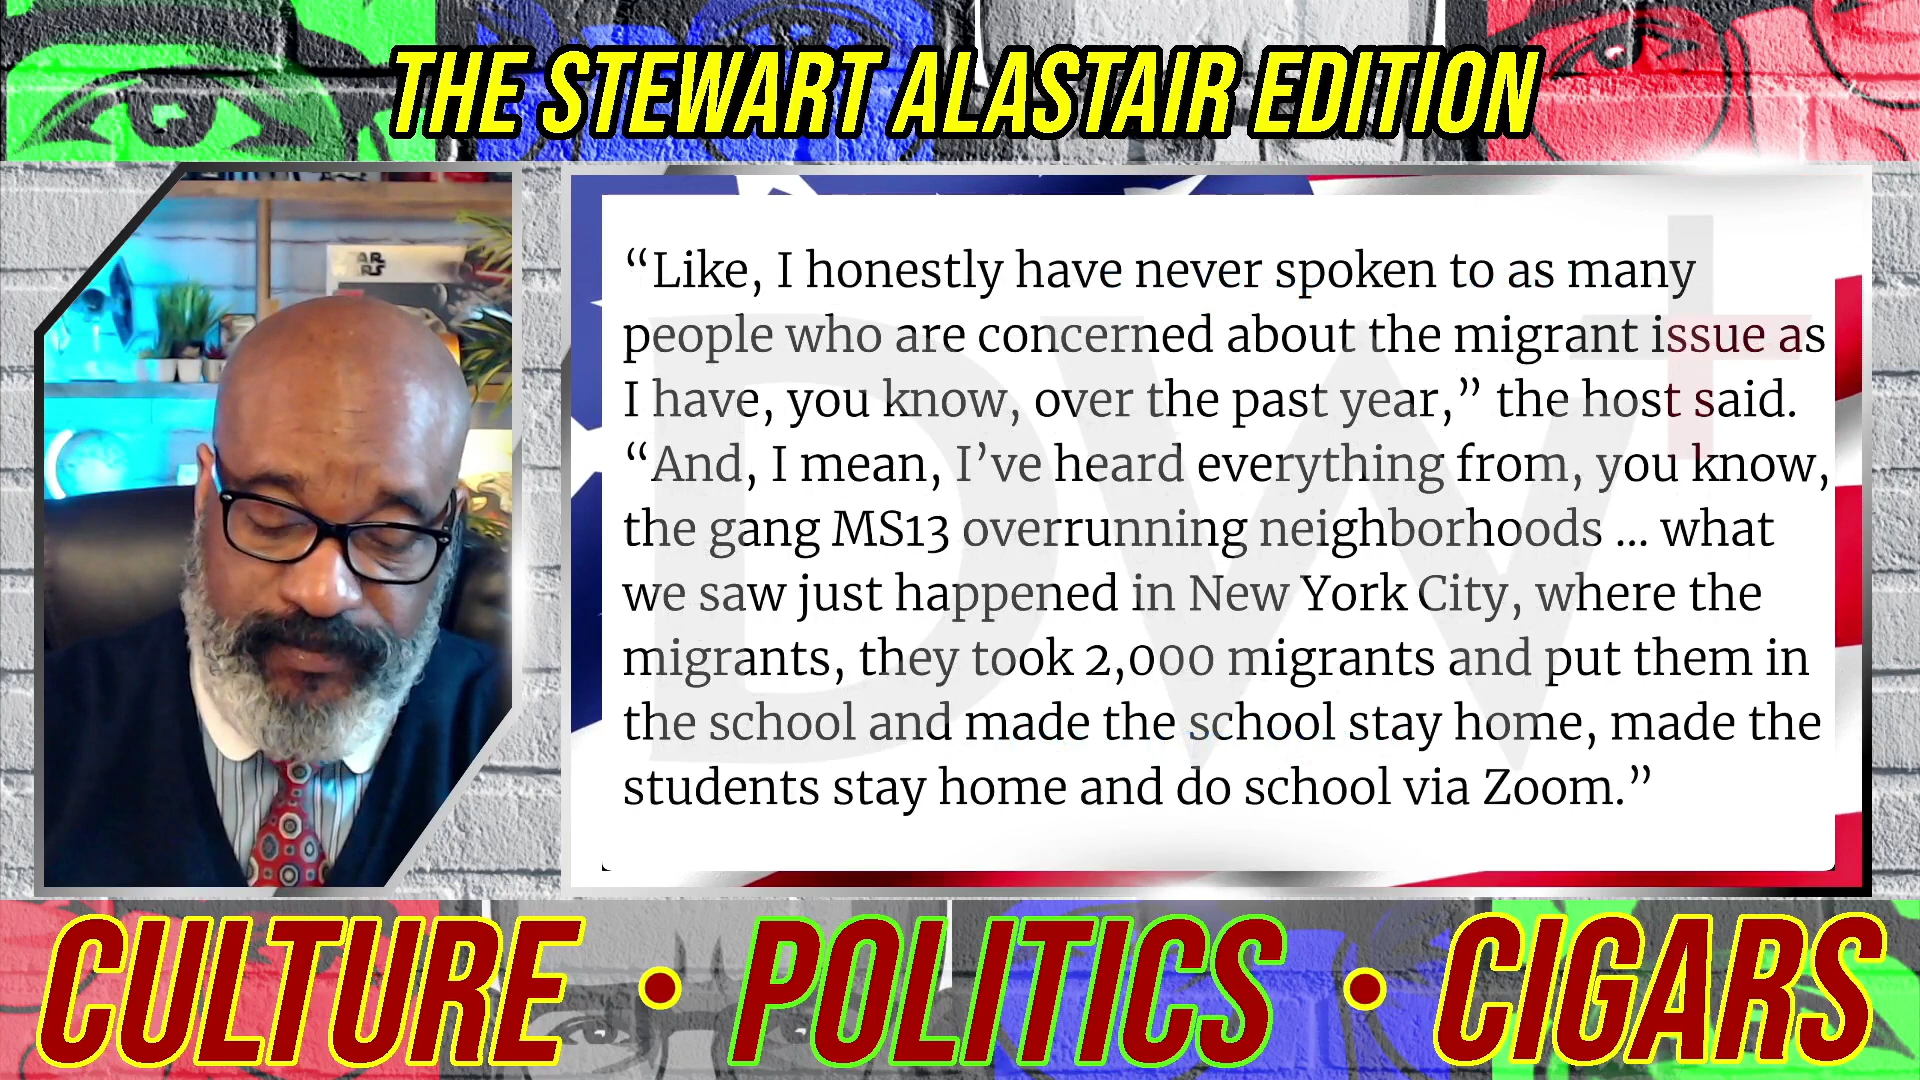 THE STEWART ALASTAIR EDITION
STAR
WARS
“Like, I honestly have never spoken to as many
people who are concerned about the migrant issue as
I have, you know, over the past year,” the host said.
“And, I mean, I’ve heard everything from, you know,
the gang MS13 overrunning neighborhoods ... what
we saw just happened in New York City, where the
migrants, they took 2,000 migrants and put them in
the school and made the school stay home, made the
students stay home and do school via Zoom.”
DW+
CULTURE • POLITICS • CIGARS